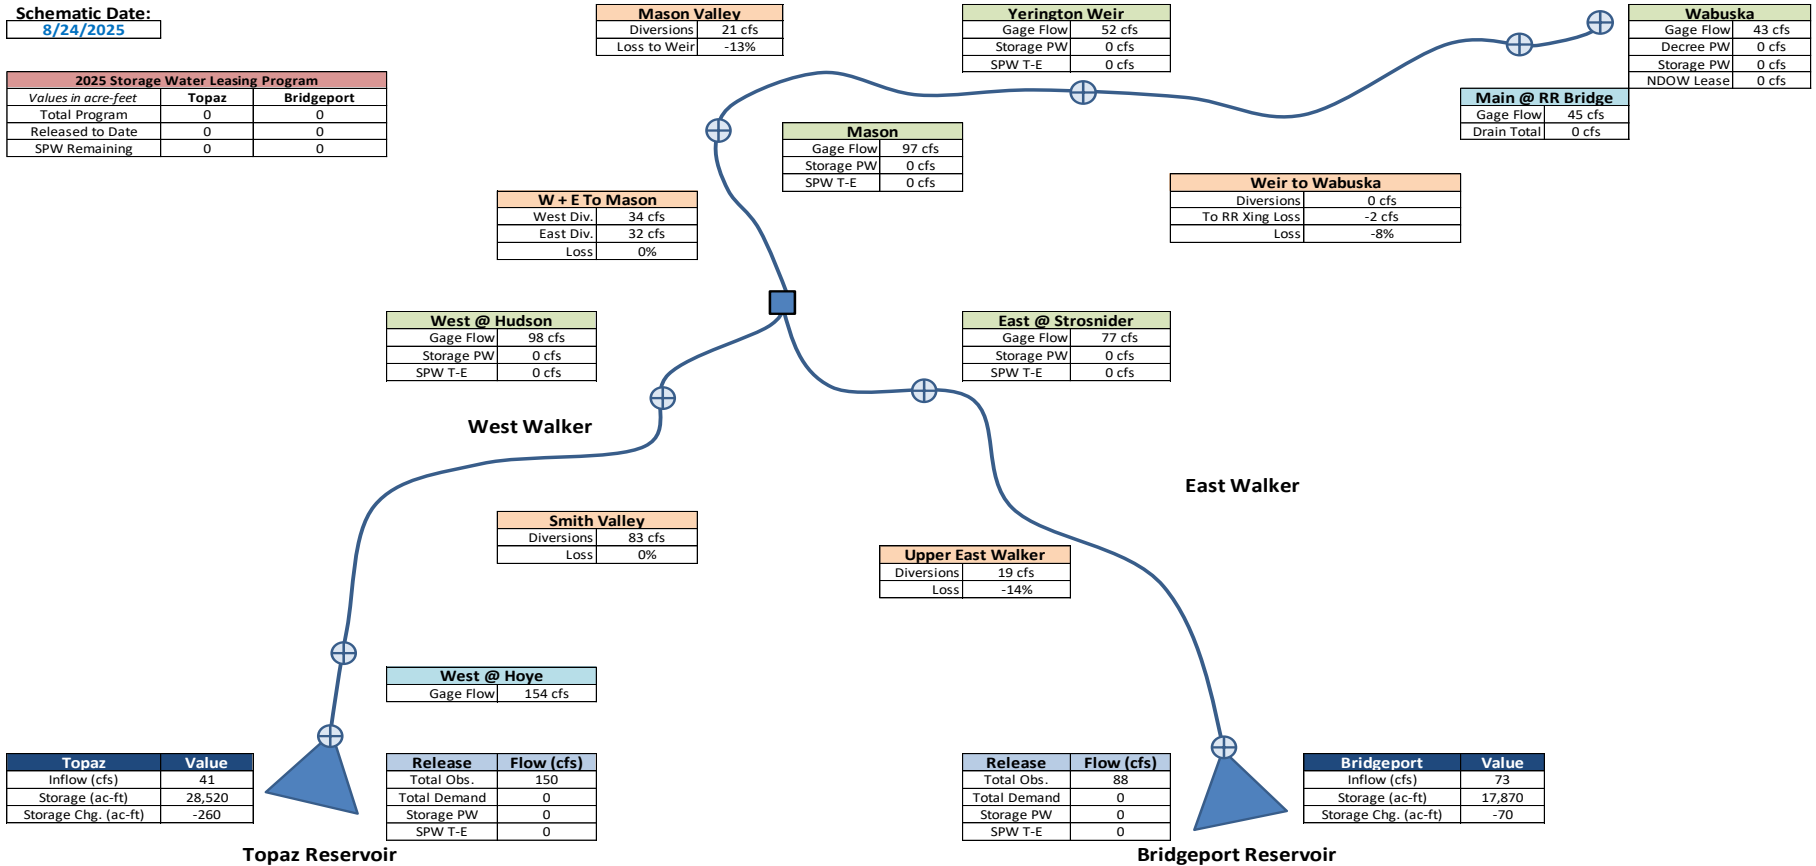 Schematic Date:
8/24/2025
2025 Storage Water Leasing Program
Values in acre-feet Topaz Bridgeport
Total Program 0 0
Released to Date 0 0
SPW Remaining 0 0
Mason Valley
Diversions 21 cfs
Loss to Weir -13%
Yerington Weir
Gage Flow 52 cfs
Storage PW 0 cfs
SPW T-E 0 cfs
Wabuska
Gage Flow 43 cfs
Decree PW 0 cfs
Storage PW 0 cfs
NDOW Lease 0 cfs
Main @ RR Bridge
Gage Flow 45 cfs
Drain Total 0 cfs
Mason
Gage Flow 97 cfs
Storage PW 0 cfs
SPW T-E 0 cfs
W + E To Mason
West Div. 34 cfs
East Div. 32 cfs
Loss 0%
Weir to Wabuska
Diversions 0 cfs
To RR Xing Loss -2 cfs
Loss -8%
West @ Hudson
Gage Flow 98 cfs
Storage PW 0 cfs
SPW T-E 0 cfs
East @ Strosnider
Gage Flow 77 cfs
Storage PW 0 cfs
SPW T-E 0 cfs
West Walker
East Walker
Smith Valley
Diversions 83 cfs
Loss 0%
Upper East Walker
Diversions 19 cfs
Loss -14%
West @ Hoye
Gage Flow 154 cfs
Topaz Value
Inflow (cfs) 41
Storage (ac-ft) 28,520
Storage Chg. (ac-ft) -260
Release Flow (cfs)
Total Obs. 150
Total Demand 0
Storage PW 0
SPW T-E 0
Topaz Reservoir
Release Flow (cfs)
Total Obs. 88
Total Demand 0
Storage PW 0
SPW T-E 0
Bridgeport Value
Inflow (cfs) 73
Storage (ac-ft) 17,870
Storage Chg. (ac-ft) -70
Bridgeport Reservoir